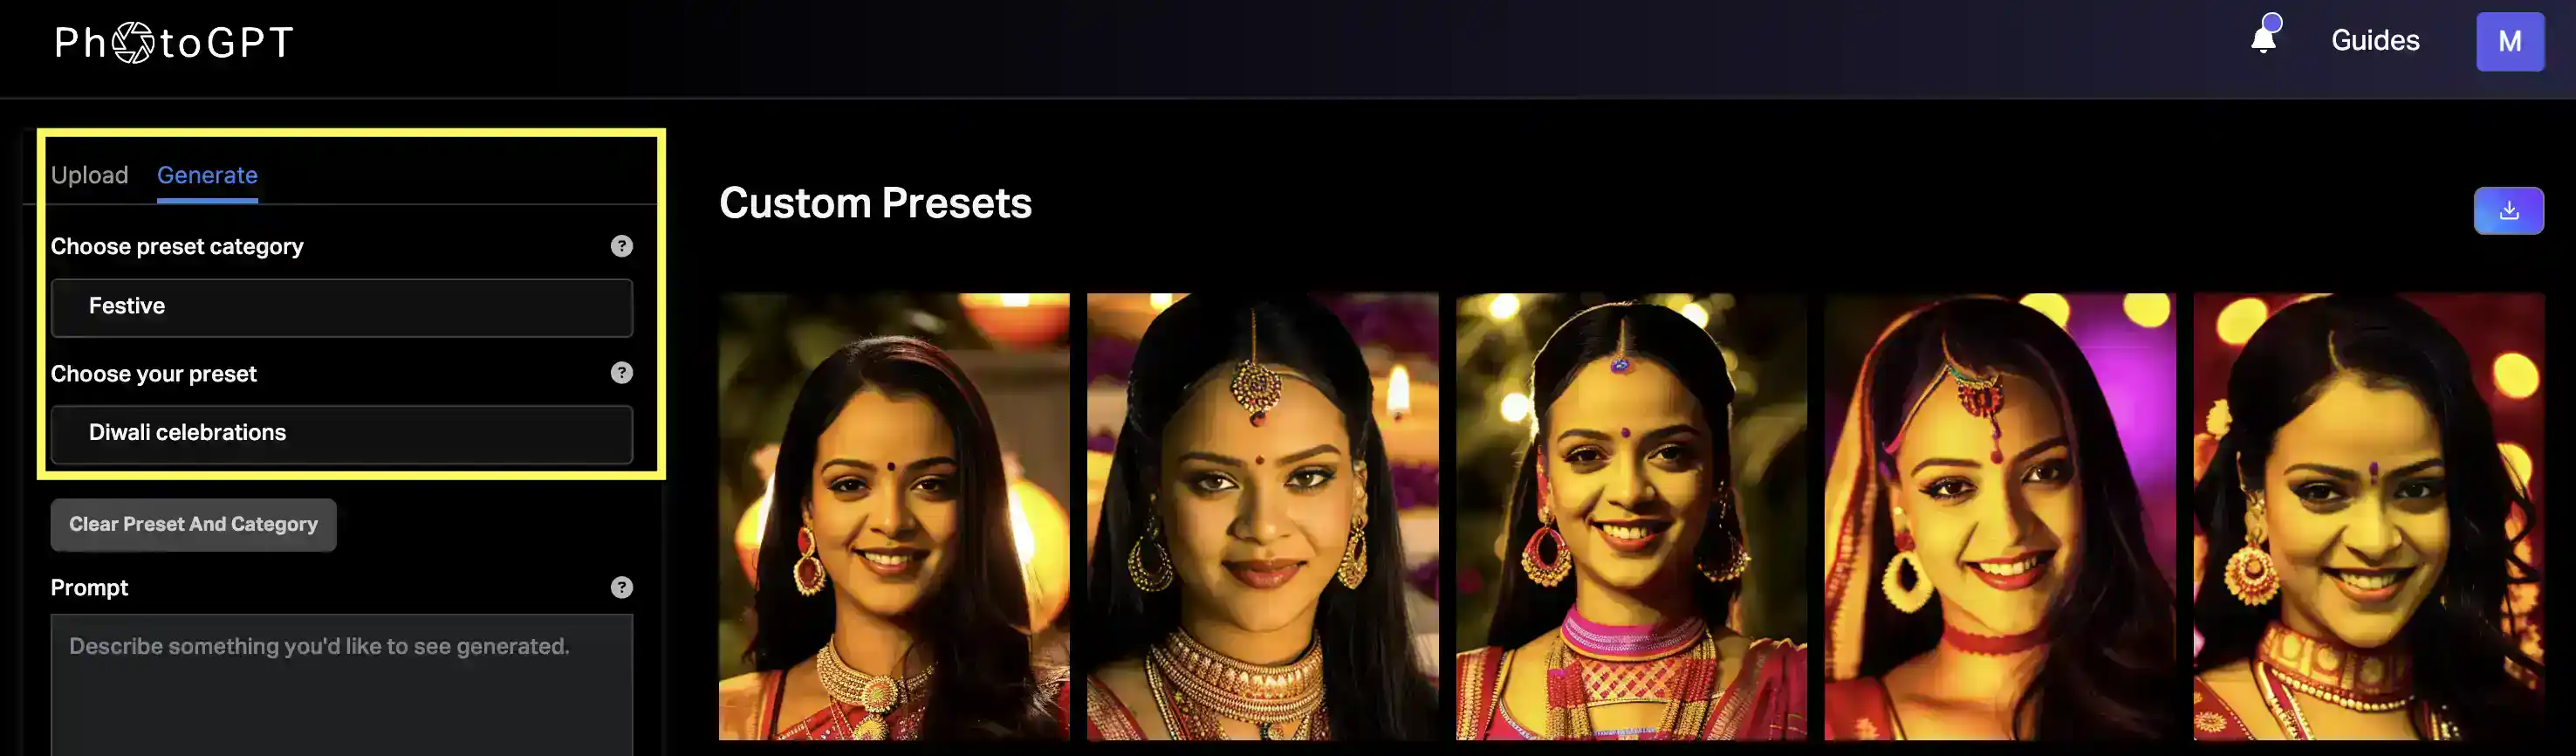 PhotoGPT
Guides
M
Upload
Generate
Choose preset category
?
Festive
Choose your preset
?
Diwali celebrations
Clear Preset And Category
Prompt
?
Describe something you'd like to see generated.
Custom Presets